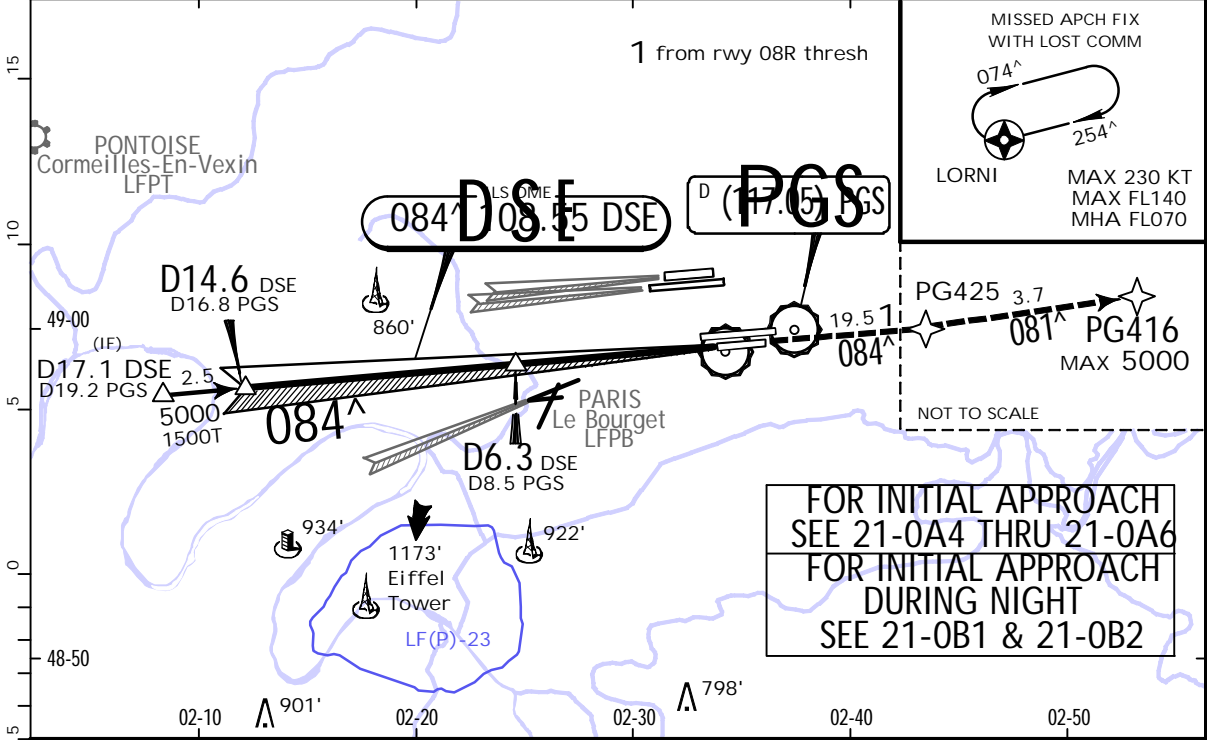 MISSED APCH FIX
WITH LOST COMM
074^
254^
LORNI
MAX 230 KT
MAX FL140
MHA FL070
1 from rwy 08R thresh
15
PONTOISE
Cormeilles-En-Vexin
LFPT
DSE
LS DME
084^ 108.55 DSE
PGS
D (117.05) PGS
10
D14.6 DSE
D16.8 PGS
860'
49-00
(IF)
D17.1 DSE
D19.2 PGS
2.5
5000
1500T
084^
19.5 1
084^
PG425
3.7
081^
PG416
MAX 5000
NOT TO SCALE
5
PARIS
Le Bourget
LFPB
D6.3 DSE
D8.5 PGS
934'
922'
1173'
Eiffel
Tower
LF(P)-23
0
FOR INITIAL APPROACH
SEE 21-0A4 THRU 21-0A6
FOR INITIAL APPROACH
DURING NIGHT
SEE 21-0B1 & 21-0B2
48-50
901'
798'
5
02-10
02-20
02-30
02-40
02-50